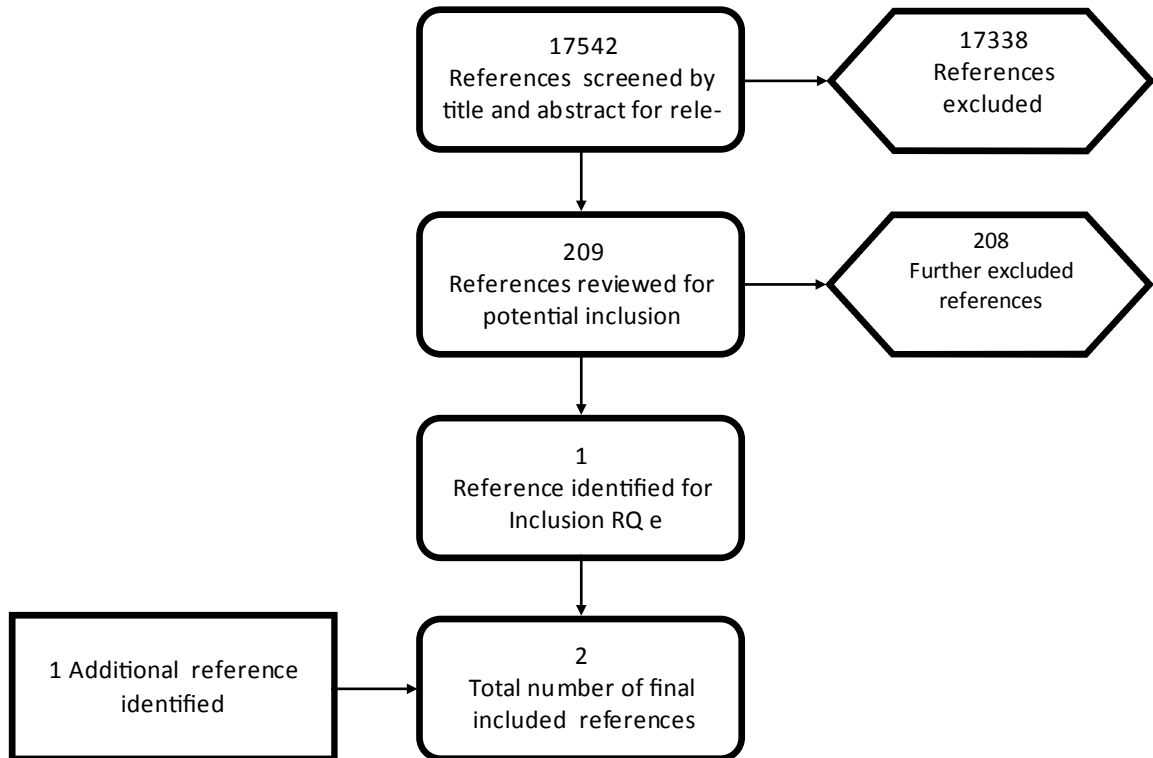 17542
References screened by
title and abstract for rele-
17338
References
excluded
209
References reviewed for
potential inclusion
208
Further excluded
references
1
Reference identified for
Inclusion RQ e
1 Additional reference
identified
2
Total number of final
included references